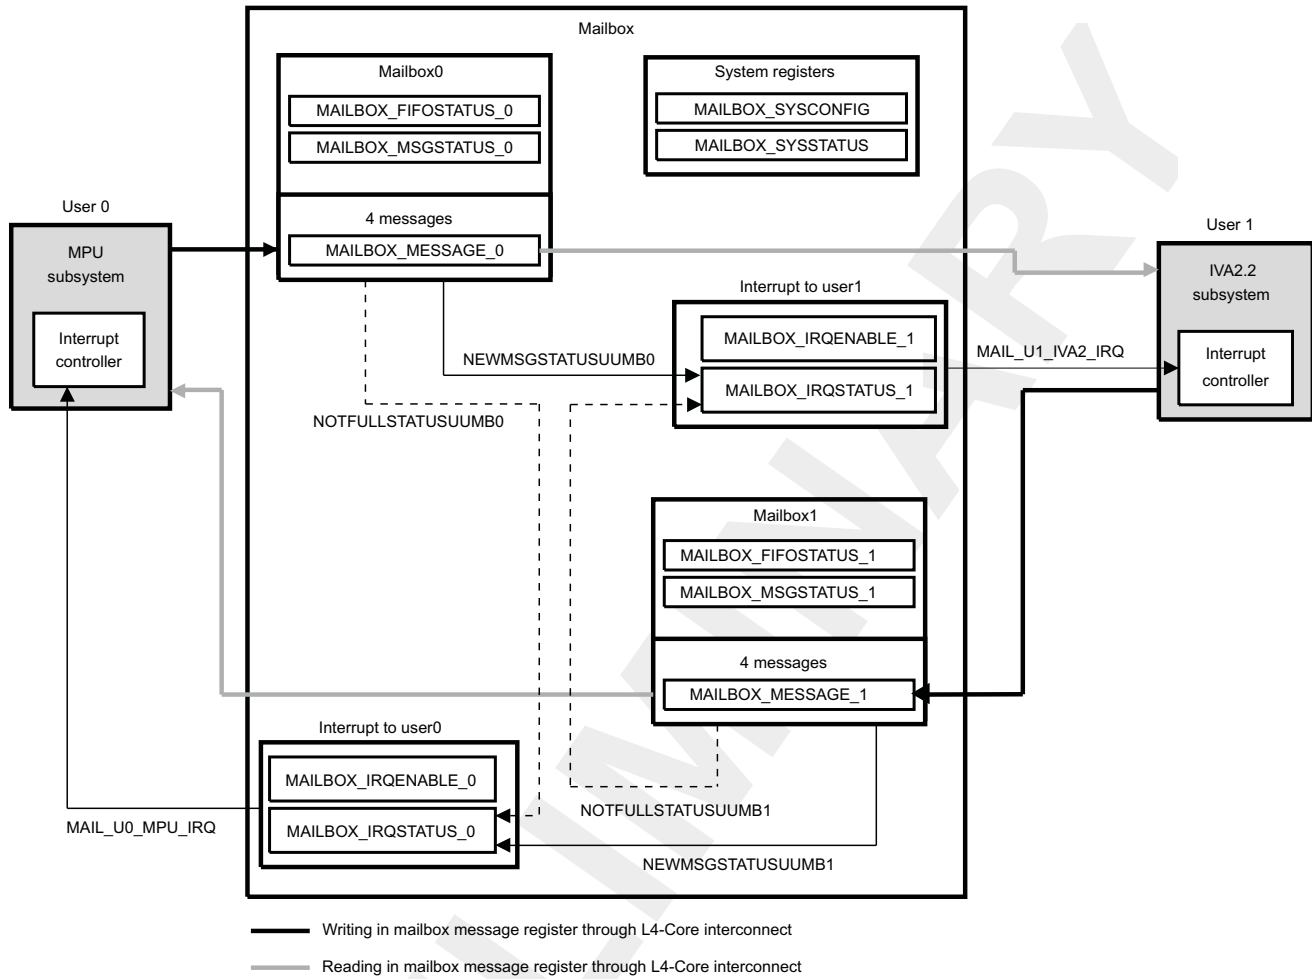 Mailbox
Mailbox0
MAILBOX_FIFOSTATUS_0
MAILBOX_MSGSTATUS_0
4 messages
MAILBOX_MESSAGE_0
System registers
MAILBOX_SYSCONFIG
MAILBOX_SYSSTATUS
User 0
MPU
subsystem
Interrupt
controller
User 1
IVA2.2
subsystem
Interrupt
controller
Interrupt to user1
MAILBOX_IRQENABLE_1
MAILBOX_IRQSTATUS_1
NEWMSGSTATUSUUMB0
MAIL_U1_IVA2_IRQ
NOTFULLSTATUSUUMB0
Mailbox1
MAILBOX_FIFOSTATUS_1
MAILBOX_MSGSTATUS_1
4 messages
MAILBOX_MESSAGE_1
Interrupt to user0
MAILBOX_IRQENABLE_0
MAILBOX_IRQSTATUS_0
MAIL_U0_MPU_IRQ
NOTFULLSTATUSUUMB1
NEWMSGSTATUSUUMB1
Writing in mailbox message register through L4-Core interconnect
Reading in mailbox message register through L4-Core interconnect